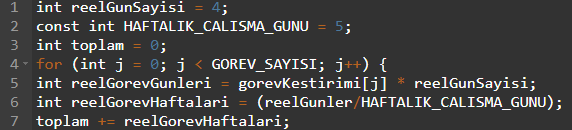 1 int reelGunSayisi = 4;
2 const int HAFTALIK_CALISMA_GUNU = 5;
3 int toplam = 0;
4 for (int j = 0; j < GOREV_SAYISI; j++) {
5 int reelGorevGunleri = gorevKestirimi[j] * reelGunSayisi;
6 int reelGorevHaftalari = (reelGunler/HAFTALIK_CALISMA_GUNU);
7 toplam += reelGorevHaftalari;